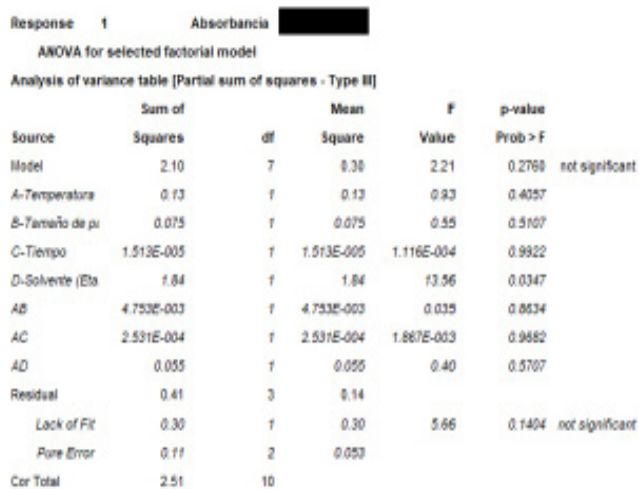 Response 1 Absorbancia
ANOVA for selected factorial model
Analysis of variance table [Partial sum of squares - Type III]
Sum of Mean F p-value
Source Squares df Square Value Prob > F
Model 2.10 7 0.30 2.21 0.2760 not significant
A-Temperatura 0.13 1 0.13 0.93 0.4057
B-Tamaño de pa 0.075 1 0.075 0.55 0.5107
C-Tiempo 1.513E-005 1 1.513E-005 1.116E-004 0.9922
D-Solvente (Eta 1.84 1 1.84 13.56 0.0347
AB 4.753E-003 1 4.753E-003 0.035 0.8634
AC 2.531E-004 1 2.531E-004 1.867E-003 0.9682
AD 0.055 1 0.055 0.40 0.5707
Residual 0.41 3 0.14
Lack of Fit 0.30 1 0.30 5.66 0.1404 not significant
Pure Error 0.11 2 0.053
Cor Total 2.51 10